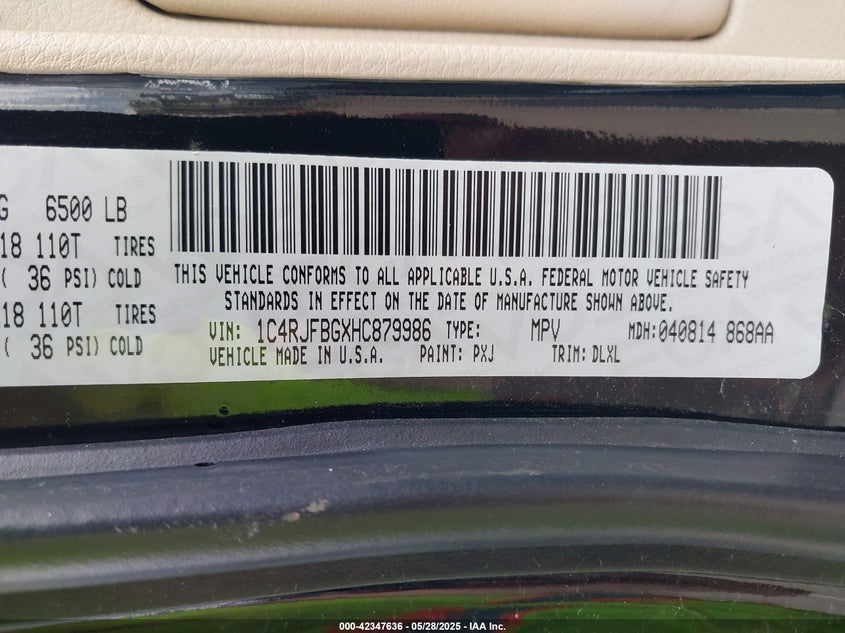 G 6500 LB
18 110T TIRES
( 36 PSI) COLD
18 110T TIRES
( 36 PSI) COLD
THIS VEHICLE CONFORMS TO ALL APPLICABLE U.S.A. FEDERAL MOTOR VEHICLE SAFETY
STANDARDS IN EFFECT ON THE DATE OF MANUFACTURE SHOWN ABOVE.
VIN: 1C4RJFBGXHC879986 TYPE: MPV MDH:040814 868AA
VEHICLE MADE IN U.S.A. PAINT: PXJ TRIM: DLXL
000-42347636 - 05/28/2025 - IAA Inc.